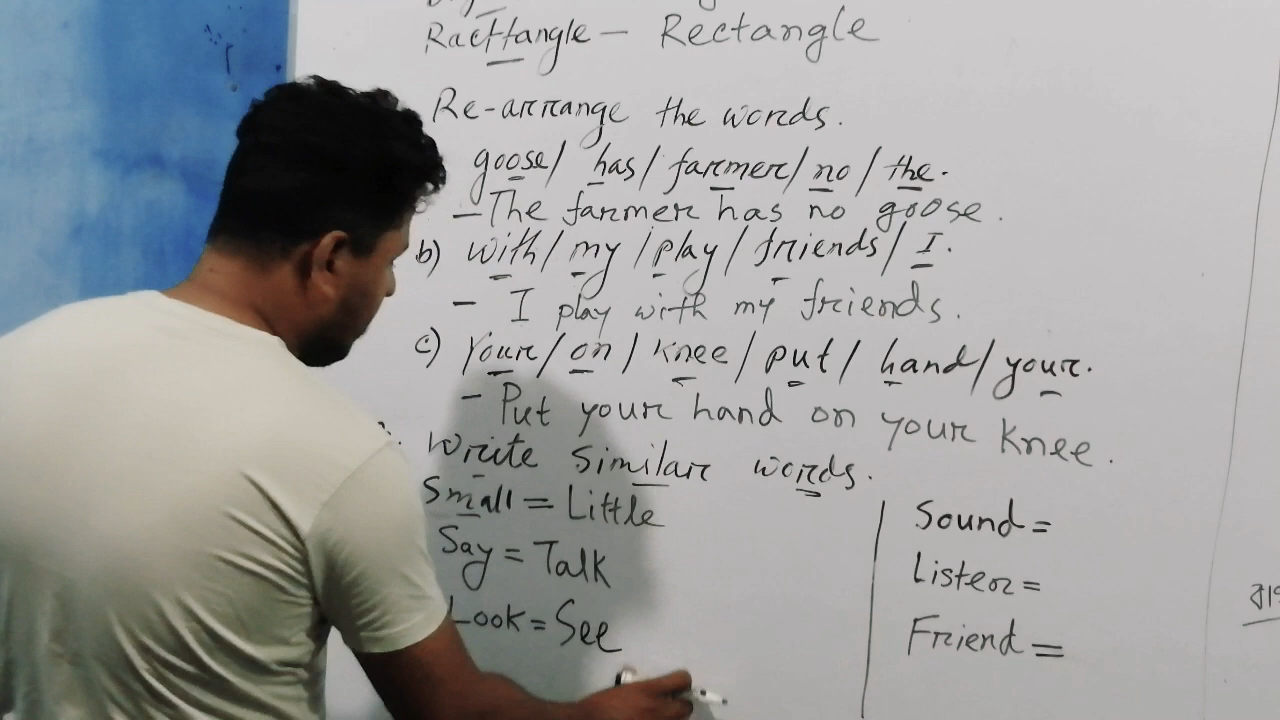 Racttangle — Rectangle
Re-arrange the words.
goose/ has/ farmer/ no / the.
– The farmer has no goose.
b) with/ my / play / friends / I.
– I play with my friends.
c) Your / on / knee / put / hand / your.
– Put your hand on your knee.
Write similar words.
Small = Little
Say = Talk
Look = See
Sound =
Listen =
Friend =